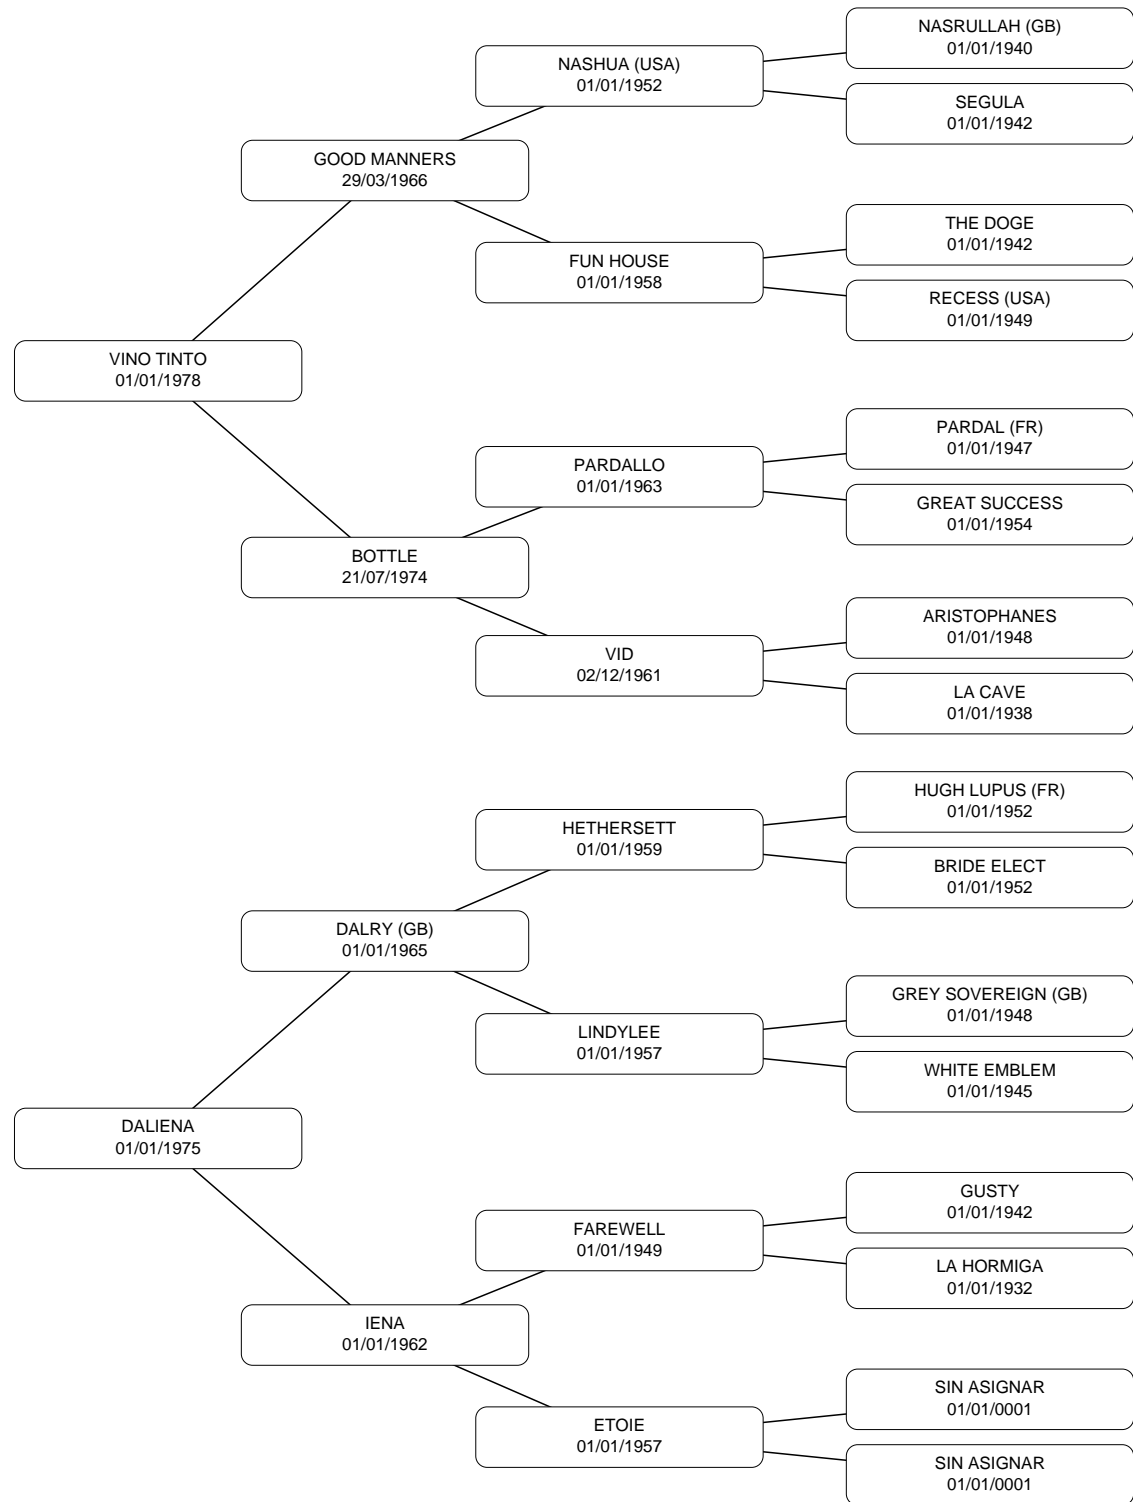 NASRULLAH (GB)
01/01/1940
NASHUA (USA)
01/01/1952
SEGULA
01/01/1942
GOOD MANNERS
29/03/1966
THE DOGE
01/01/1942
FUN HOUSE
01/01/1958
RECESS (USA)
01/01/1949
VINO TINTO
01/01/1978
PARDAL (FR)
01/01/1947
PARDALLO
01/01/1963
GREAT SUCCESS
01/01/1954
BOTTLE
21/07/1974
ARISTOPHANES
01/01/1948
VID
02/12/1961
LA CAVE
01/01/1938
HUGH LUPUS (FR)
01/01/1952
HETHERSETT
01/01/1959
BRIDE ELECT
01/01/1952
DALRY (GB)
01/01/1965
GREY SOVEREIGN (GB)
01/01/1948
LINDYLEE
01/01/1957
WHITE EMBLEM
01/01/1945
DALIENA
01/01/1975
GUSTY
01/01/1942
FAREWELL
01/01/1949
LA HORMIGA
01/01/1932
IENA
01/01/1962
SIN ASIGNAR
01/01/0001
ETOIE
01/01/1957
SIN ASIGNAR
01/01/0001